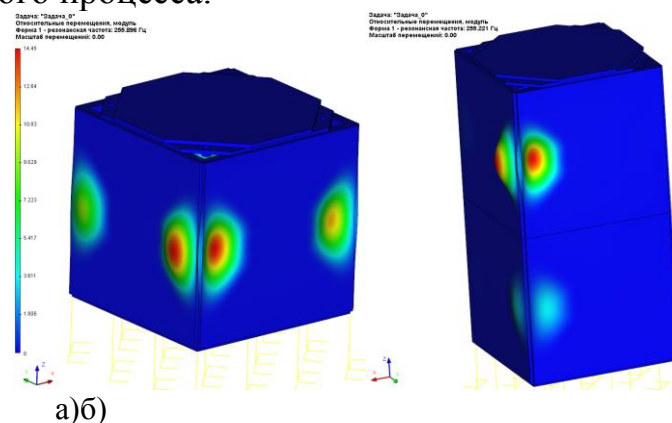 ого процесса.
Задача: "Задача_0"
Относительные перемещения, модуль
Форма 1 - резонансная частота: 256.896 Гц
Масштаб перемещений: 0.00
14.45
12.64
10.83
9.029
7.223
5.417
3.611
1.806
0
Z
Задача: "Задача_0"
Относительные перемещения, модуль
Форма 1 - резонансная частота: 255.221 Гц
Масштаб перемещений: 0.00
Z
а)б)